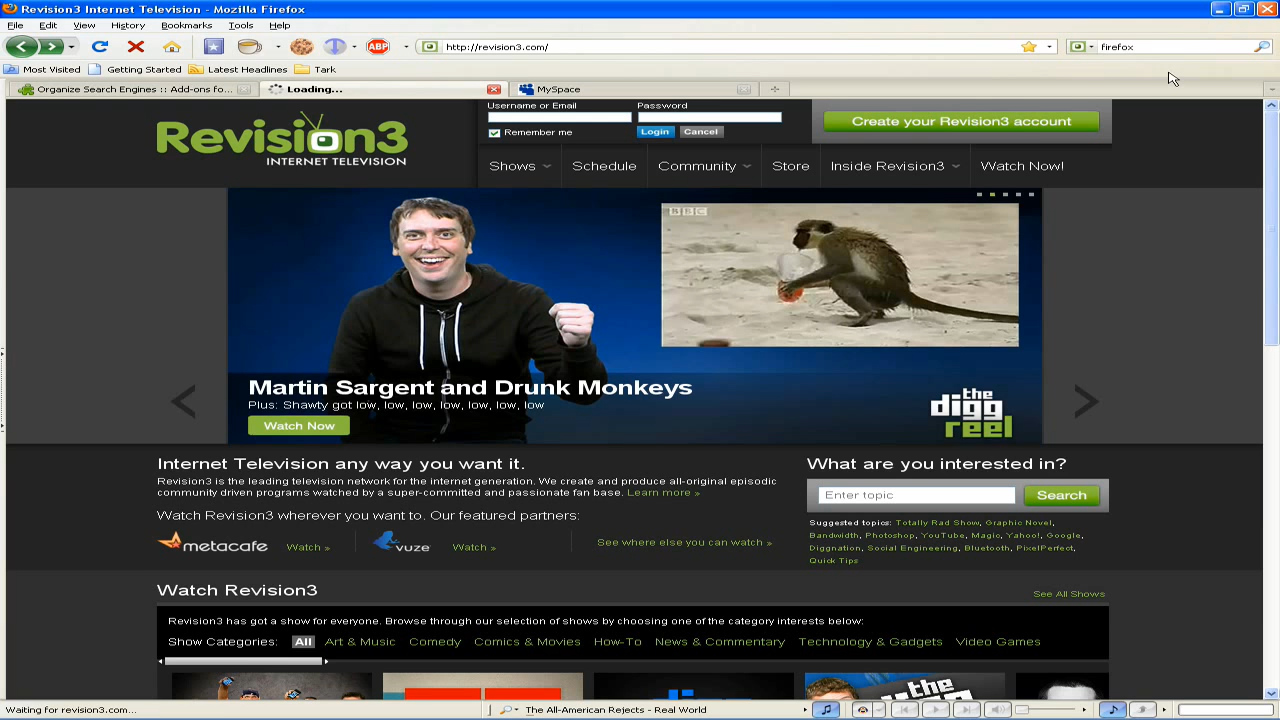 Revision3 Internet Television - Mozilla Firefox
File Edit View History Bookmarks Tools Help
ABP http://revision3.com/ firefox
Most Visited Getting Started Latest Headlines Tark
Organize Search Engines :: Add-ons fo... Loading... MySpace
Username or Email Password
Remember me Login Cancel
Create your Revision3 account
Revision3
INTERNET TELEVISION
Shows Schedule Community Store Inside Revision3 Watch Now!
BBC
Martin Sargent and Drunk Monkeys
Plus: Shawty got low, low, low, low, low, low, low
Watch Now
the
digg
reel
Internet Television any way you want it.
Revision3 is the leading television network for the internet generation. We create and produce all-original episodic
community driven programs watched by a super-committed and passionate fan base. Learn more »
Watch Revision3 wherever you want to. Our featured partners:
metacafe Watch » vuze Watch » See where else you can watch »
What are you interested in?
Enter topic Search
Suggested topics: Totally Rad Show, Graphic Novel,
Bandwidth, Photoshop, YouTube, Magic, Yahoo!, Google,
Diggnation, Social Engineering, Bluetooth, PixelPerfect,
Quick Tips
Watch Revision3
See All Shows
Revision3 has got a show for everyone. Browse through our selection of shows by choosing one of the category interests below:
Show Categories: All Art & Music Comedy Comics & Movies How-To News & Commentary Technology & Gadgets Video Games
the
Waiting for revision3.com... The All-American Rejects - Real World